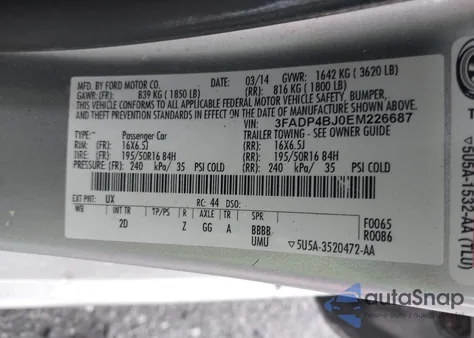 MFD. BY FORD MOTOR CO. DATE: 03/14 GVWR: 1642 KG ( 3620 LB)
GAWR: (FR): 839 KG ( 1850 LB) (RR): 816 KG ( 1800 LB)
THIS VEHICLE CONFORMS TO ALL APPLICABLE FEDERAL MOTOR VEHICLE SAFETY, BUMPER, AND THEFT PREVENTION STANDARDS IN EFFECT ON THE DATE OF MANUFACTURE SHOWN ABOVE.
VIN: 3FADP4BJ0EM226687
TYPE: Passenger Car TRAILER TOWING - SEE OWNER GUIDE
RIM: (FR): 16X6.5J (RR): 16X6.5J
TIRE: (FR): 195/50R16 84H (RR): 195/50R16 84H
PRESSURE: (FR): 240 kPa/ 35 PSI COLD (RR): 240 kPa/ 35 PSI COLD
EXT PNT: UX RC: 44 DSO:
WB INT TR TP/PS R AXLE TR SPR
2D Z GG A BBBB
UMU
F0065
R0086
▽5U5A-3520472-AA
autoSnap
POWERED BY CarsFromWest